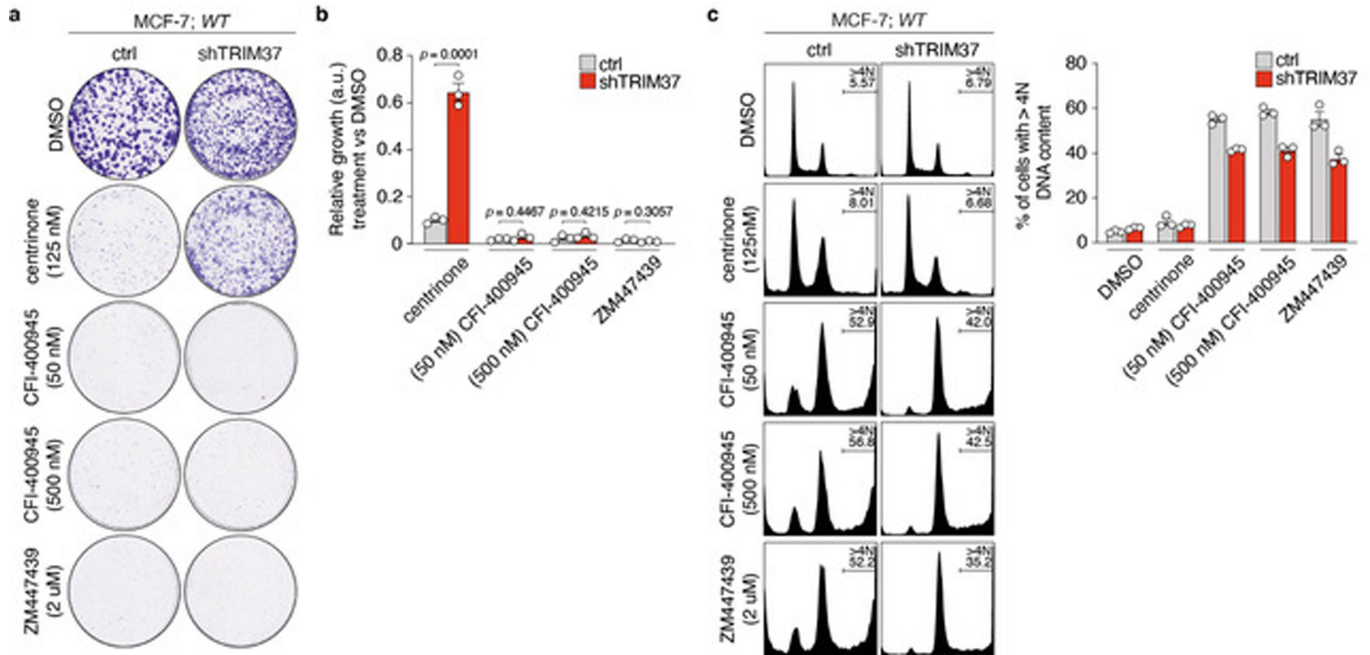 a
MCF-7; WT
ctrl
shTRIM37
DMSO
centrinone
(125 nM)
CFI-400945
(50 nM)
CFI-400945
(500 nM)
ZM447439
(2 uM)
b
Relative growth (a.u.)
treatment vs DMSO
0.8
0.6
0.4
0.2
0
p = 0.0001
p = 0.4467
p = 0.4215
p = 0.3057
ctrl
shTRIM37
centrinone
(50 nM) CFI-400945
(500 nM) CFI-400945
ZM447439
c
MCF-7; WT
ctrl
shTRIM37
DMSO
>4N
5.57
>4N
6.79
centrinone
(125nM)
>4N
8.01
>4N
6.68
CFI-400945
(50 nM)
>4N
52.9
>4N
42.0
CFI-400945
(500 nM)
>4N
56.8
>4N
42.5
ZM447439
(2 uM)
>4N
52.2
>4N
35.2
% of cells with > 4N
DNA content
80
60
40
20
0
ctrl
shTRIM37
DMSO
centrinone
(50 nM) CFI-400945
(500 nM) CFI-400945
ZM447439